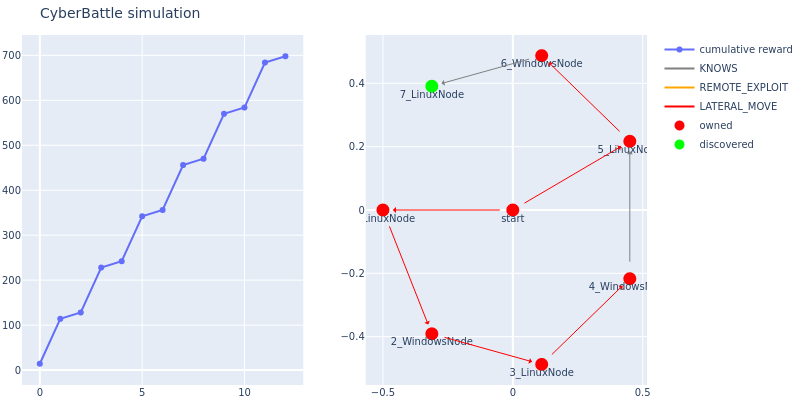 CyberBattle simulation
700
600
500
400
300
200
100
0
0
5
10
0.4
0.2
0
−0.2
−0.4
−0.5
0
0.5
6_WindowsNode
7_LinuxNode
5_LinuxNo
LinuxNode
start
4_WindowsN
2_WindowsNode
3_LinuxNode
cumulative reward
KNOWS
REMOTE_EXPLOIT
LATERAL_MOVE
owned
discovered